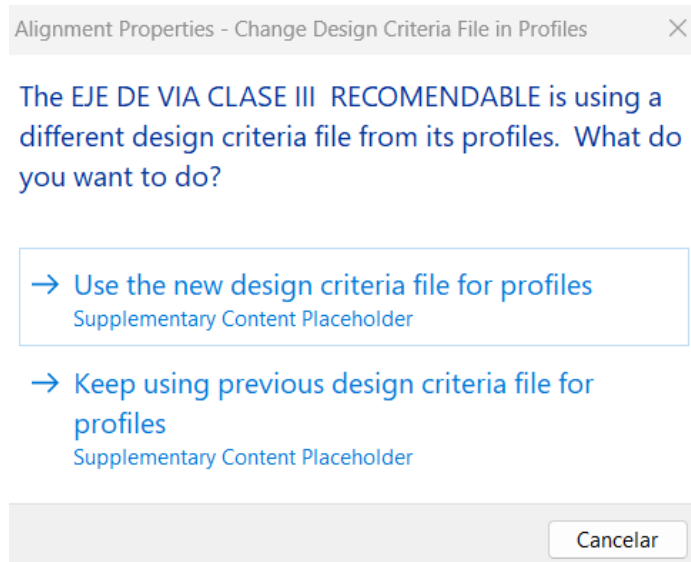 Alignment Properties - Change Design Criteria File in Profiles
The EJE DE VIA CLASE III  RECOMENDABLE is using a
different design criteria file from its profiles.  What do
you want to do?
Use the new design criteria file for profiles
Supplementary Content Placeholder
Keep using previous design criteria file for
profiles
Supplementary Content Placeholder
Cancelar